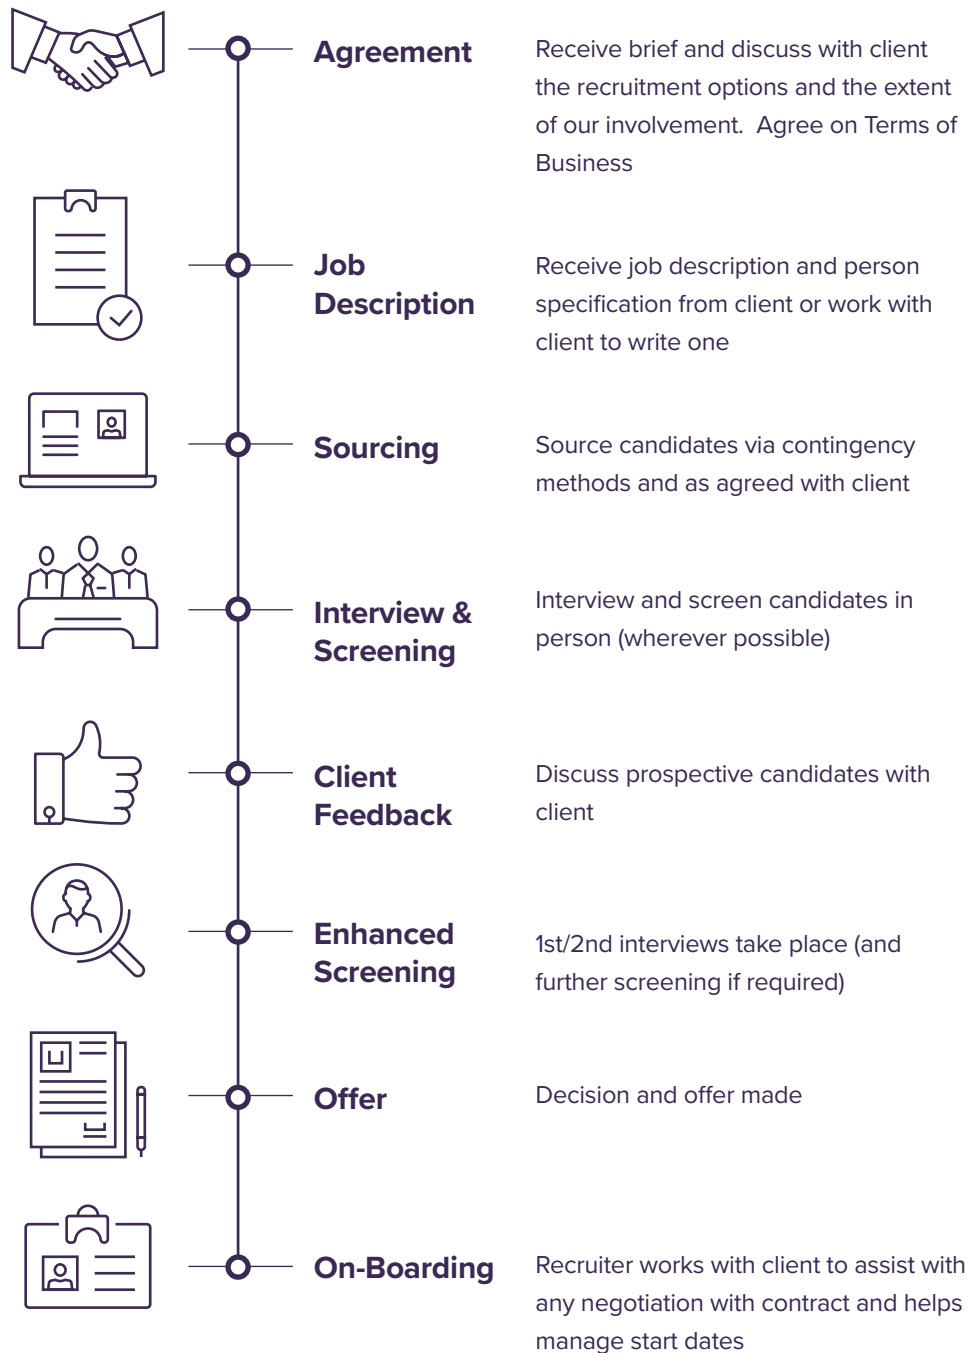 Agreement
Receive brief and discuss with client
the recruitment options and the extent
of our involvement.  Agree on Terms of
Business
Job
Description
Receive job description and person
specification from client or work with
client to write one
Sourcing
Source candidates via contingency
methods and as agreed with client
Interview &
Screening
Interview and screen candidates in
person (wherever possible)
Client
Feedback
Discuss prospective candidates with
client
Enhanced
Screening
1st/2nd interviews take place (and
further screening if required)
Offer
Decision and offer made
On-Boarding
Recruiter works with client to assist with
any negotiation with contract and helps
manage start dates